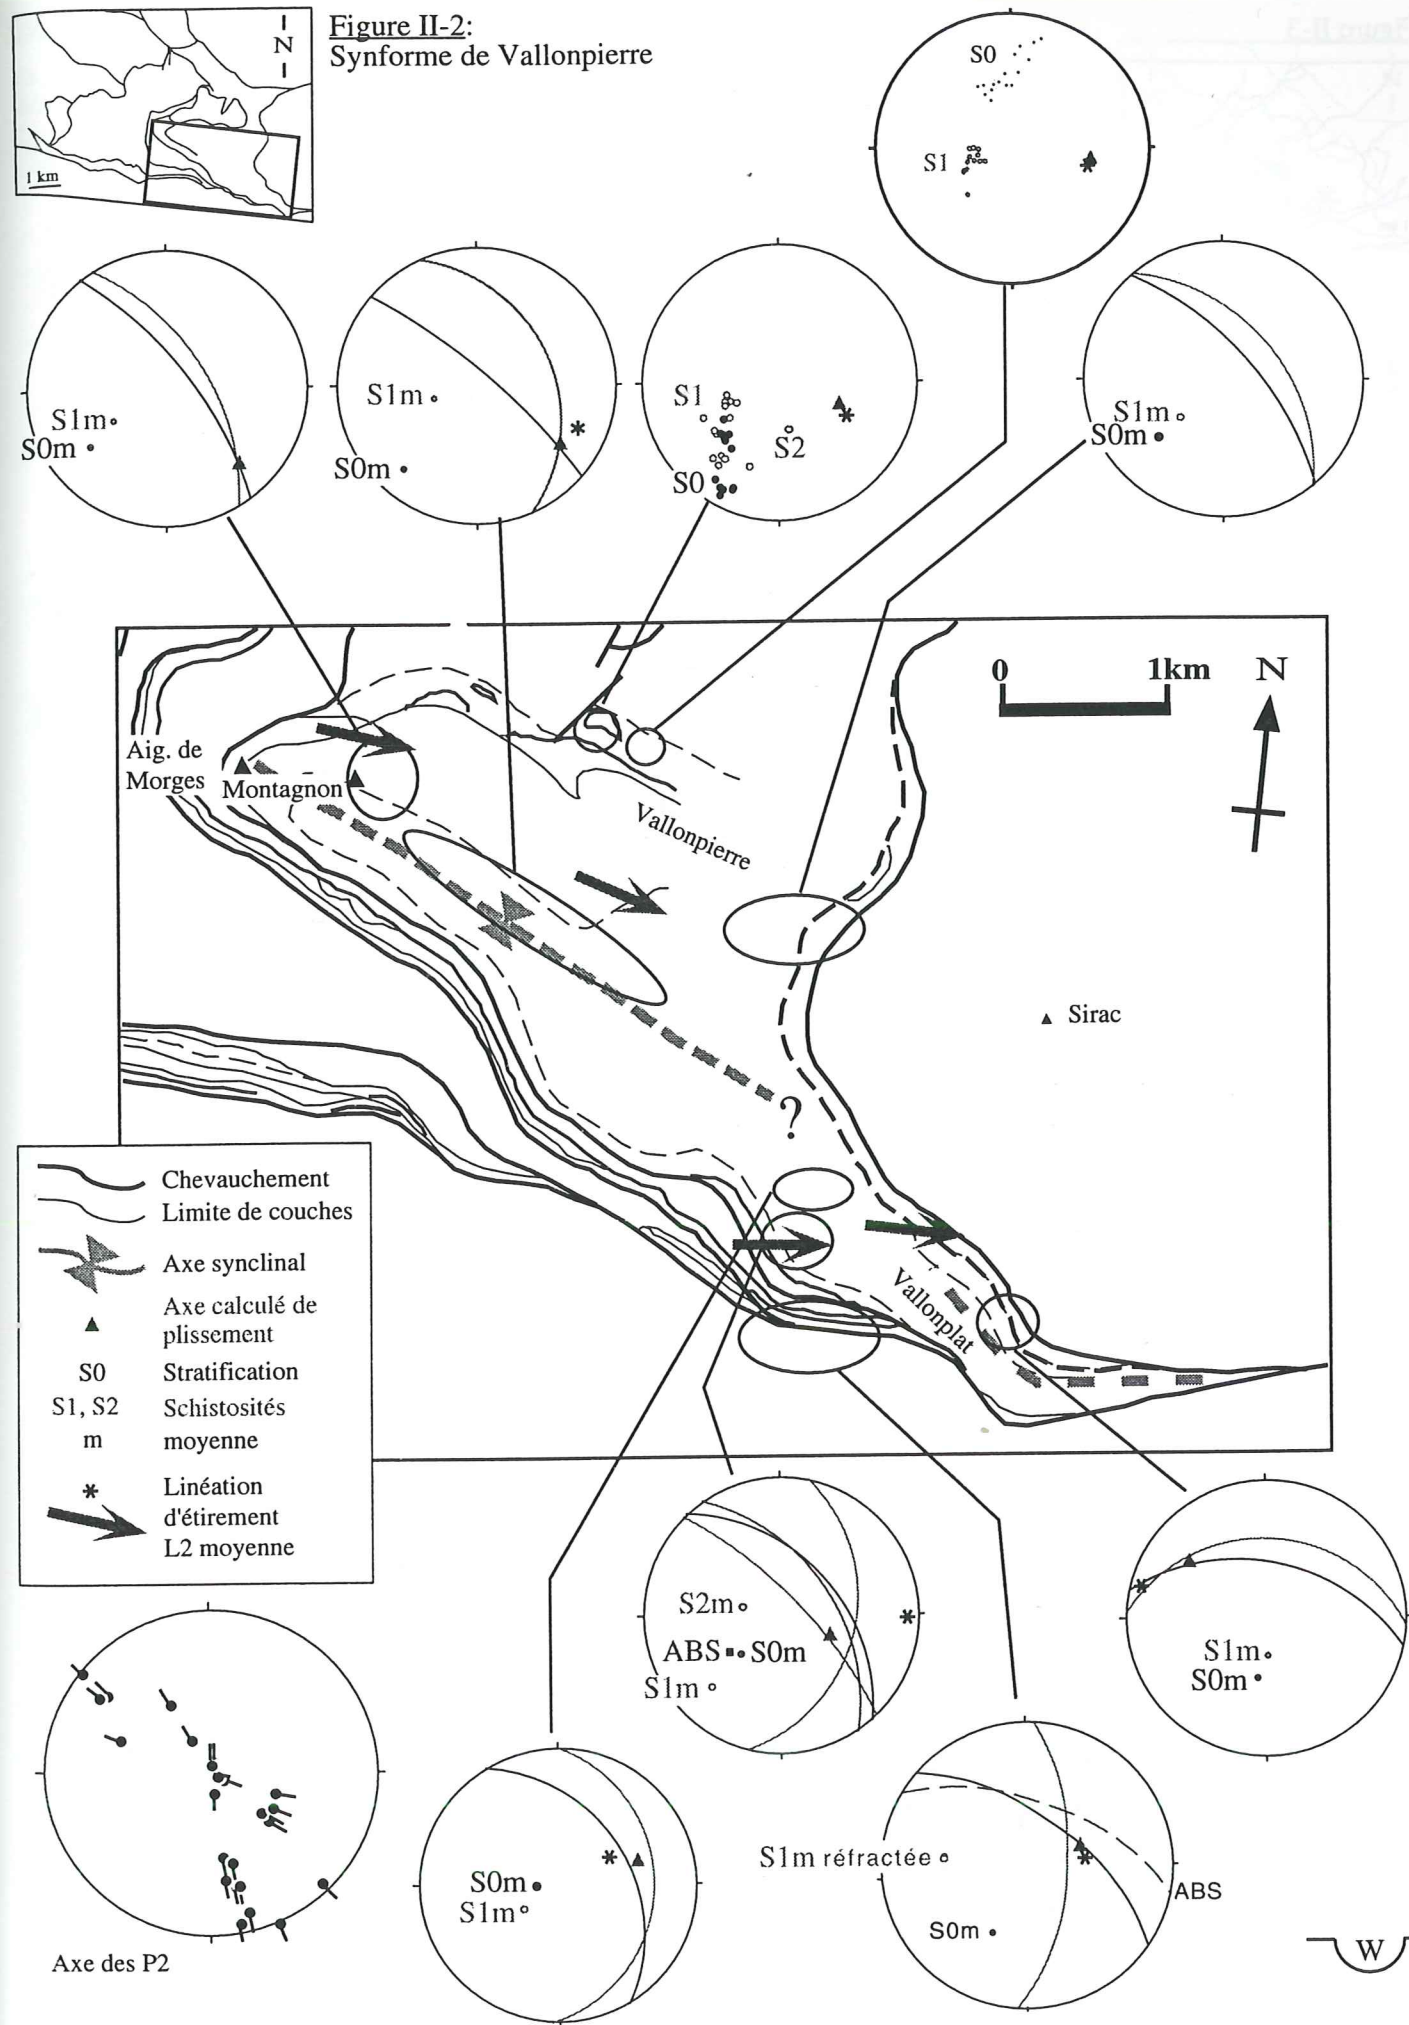 Figure II-2:
Synforme de Vallonpierre
N
1 km
S0
S1
S1m
S0m
S1m
S0m
S1
S2
S0
S1m
S0m
0 1km N
Aig. de
Morges
Montagnon
Vallonpierre
Sirac
?
Vallonplat
Chevauchement
Limite de couches
Axe synclinal
Axe calculé de
plissement
S0 Stratification
S1, S2 Schistosités
m moyenne
* Linéation
d'étirement
L2 moyenne
S2m
ABS S0m
S1m
S1m
S0m
S0m
S1m
S1m réfractée
ABS
S0m
Axe des P2
W